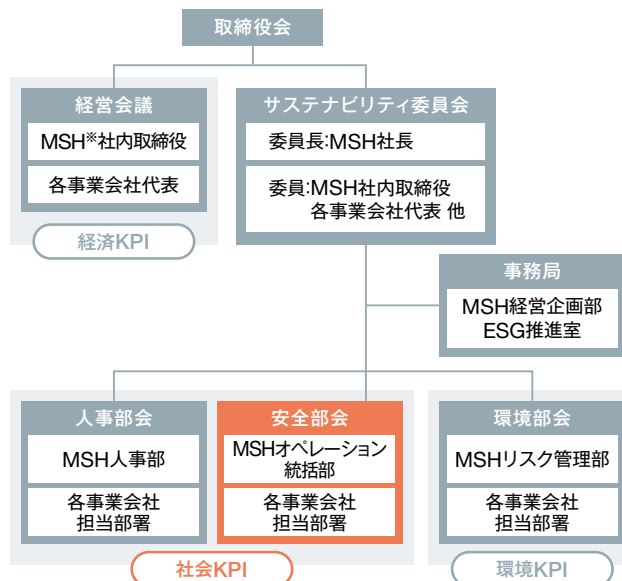 取締役会
経営会議
MSH※社内取締役
各事業会社代表
経済KPI
サステナビリティ委員会
委員長:MSH社長
委員:MSH社内取締役
各事業会社代表 他
事務局
MSH経営企画部
ESG推進室
人事部会
MSH人事部
各事業会社
担当部署
安全部会
MSHオペレーション
統括部
各事業会社
担当部署
社会KPI
環境部会
MSHリスク管理部
各事業会社
担当部署
環境KPI